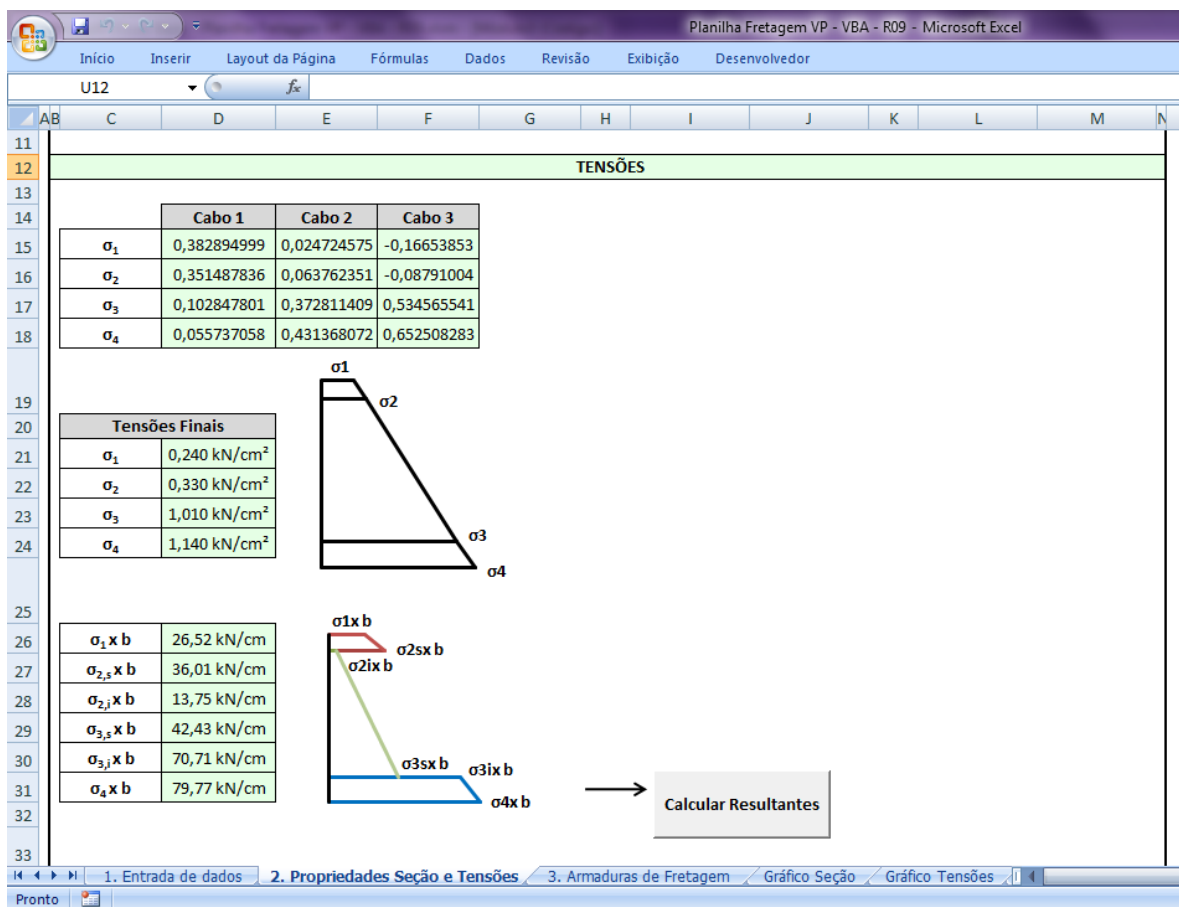 Planilha Fretagem VP - VBA - R09 - Microsoft Excel
Início Inserir Layout da Página Fórmulas Dados Revisão Exibição Desenvolvedor
U12 fx
A B C D E F G H I J K L M N
11
12 TENSÕES
13
14 Cabo 1 Cabo 2 Cabo 3
15 σ1 0,382894999 0,024724575 -0,16653853
16 σ2 0,351487836 0,063762351 -0,08791004
17 σ3 0,102847801 0,372811409 0,534565541
18 σ4 0,055737058 0,431368072 0,652508283
σ1
19 σ2
20 Tensões Finais
21 σ1 0,240 kN/cm²
22 σ2 0,330 kN/cm²
23 σ3 1,010 kN/cm²
σ3
24 σ4 1,140 kN/cm²
σ4
25
σ1x b
26 σ1 x b 26,52 kN/cm
σ2sx b
27 σ2,s x b 36,01 kN/cm σ2ix b
28 σ2,i x b 13,75 kN/cm
29 σ3,s x b 42,43 kN/cm
30 σ3,i x b 70,71 kN/cm σ3sx b σ3ix b
31 σ4 x b 79,77 kN/cm σ4x b Calcular Resultantes
32
33
1. Entrada de dados 2. Propriedades Seção e Tensões 3. Armaduras de Fretagem Gráfico Seção Gráfico Tensões
Pronto